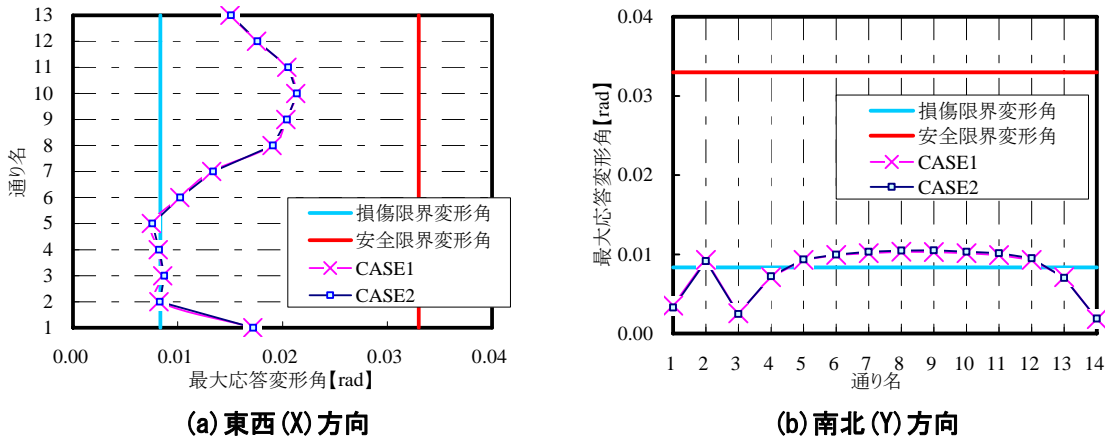 13
12
11
10
9
8
7
6
5
4
3
2
1
通り名
損傷限界変形角
安全限界変形角
CASE1
CASE2
0.00 0.01 0.02 0.03 0.04
最大応答変形角【rad】
(a) 東西(X)方向
0.04
0.03
0.02
0.01
0.00
最大応答変形角【rad】
損傷限界変形角
安全限界変形角
CASE1
CASE2
1 2 3 4 5 6 7 8 9 10 11 12 13 14
通り名
(b) 南北(Y)方向